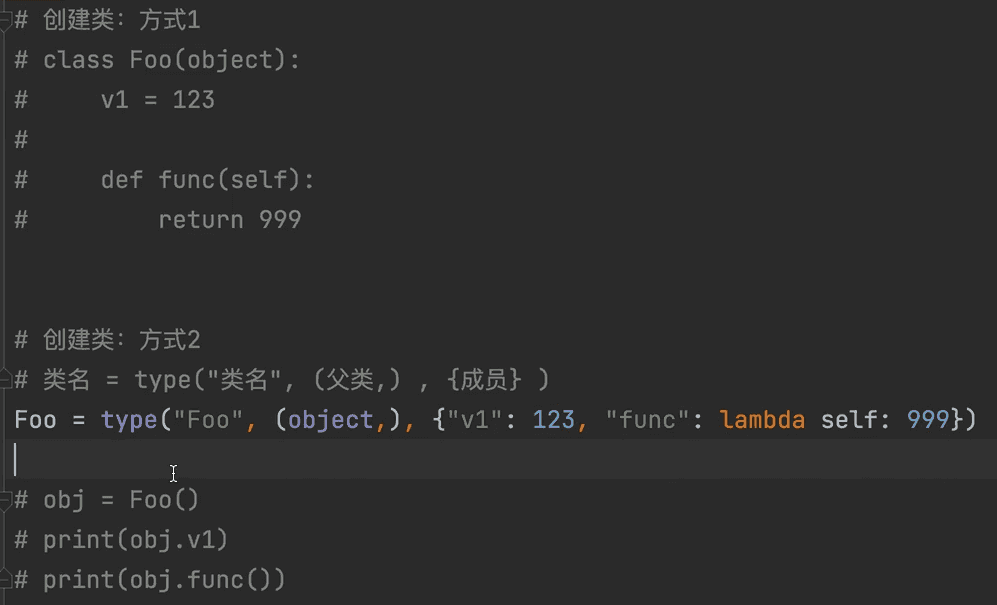 # 创建类：方式1
# class Foo(object):
#     v1 = 123
#
#     def func(self):
#         return 999
# 创建类：方式2
# 类名 = type("类名", (父类,) , {成员} )
Foo = type("Foo", (object,), {"v1": 123, "func": lambda self: 999})
# obj = Foo()
# print(obj.v1)
# print(obj.func())